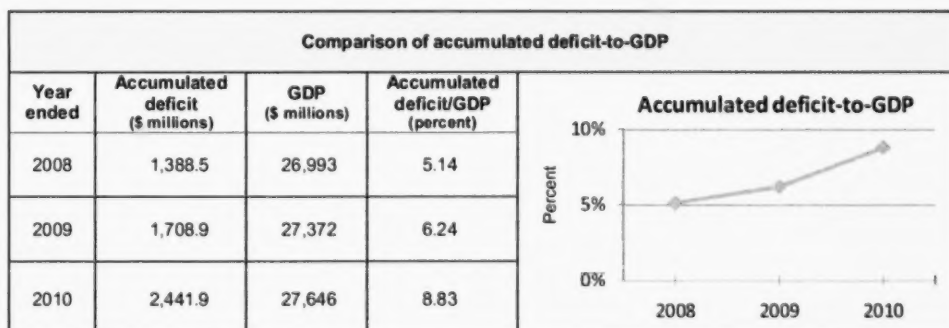 Comparison of accumulated deficit-to-GDP
Year ended Accumulated deficit ($ millions) GDP ($ millions) Accumulated deficit/GDP (percent)
2008 1,388.5 26,993 5.14
2009 1,708.9 27,372 6.24
2010 2,441.9 27,646 8.83
Accumulated deficit-to-GDP
Percent
10%
5%
0%
2008 2009 2010